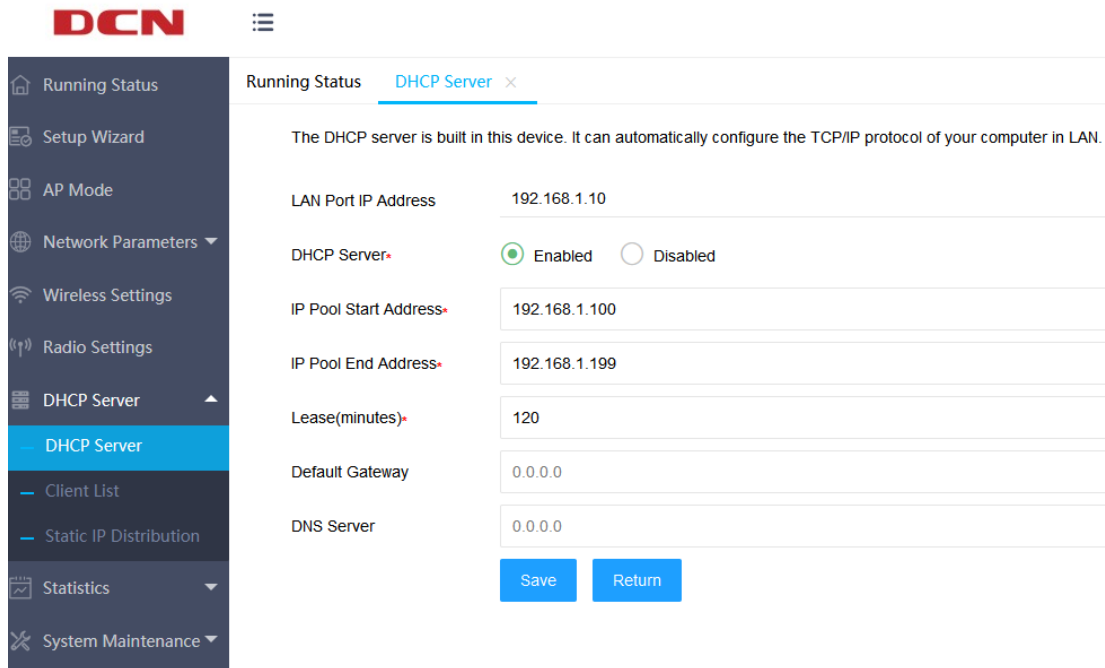 DCN
Running Status
Setup Wizard
AP Mode
Network Parameters
Wireless Settings
Radio Settings
DHCP Server
DHCP Server
Client List
Static IP Distribution
Statistics
System Maintenance
Running Status DHCP Server
The DHCP server is built in this device. It can automatically configure the TCP/IP protocol of your computer in LAN.
LAN Port IP Address 192.168.1.10
DHCP Server* Enabled Disabled
IP Pool Start Address* 192.168.1.100
IP Pool End Address* 192.168.1.199
Lease(minutes)* 120
Default Gateway 0.0.0.0
DNS Server 0.0.0.0
Save Return